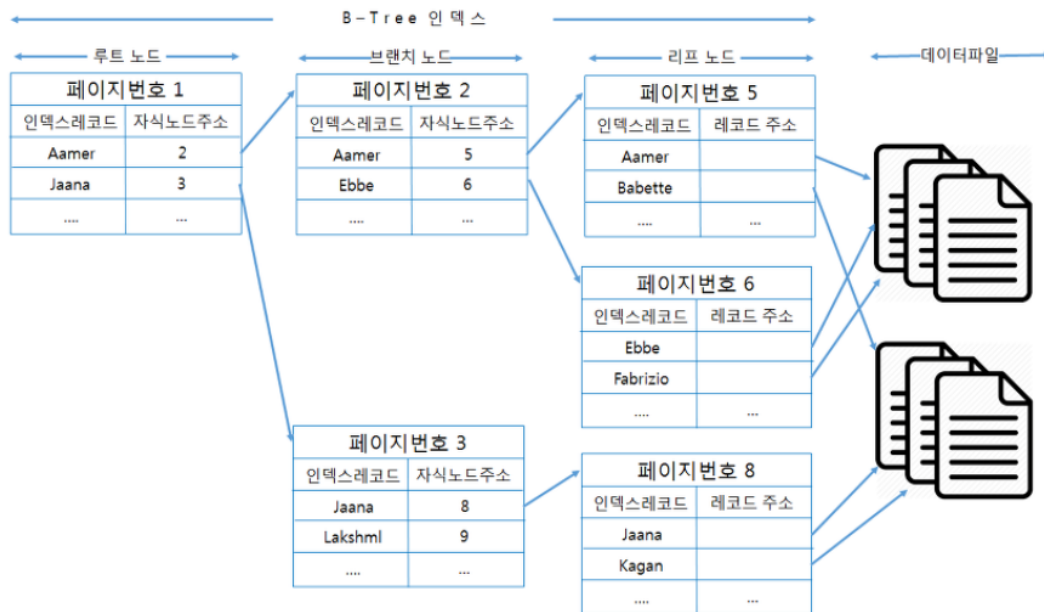 B-Tree 인덱스
루트 노드
브랜치 노드
리프 노드
데이터파일
페이지번호 1
인덱스레코드 자식노드주소
Aamer 2
Jaana 3
.... ...
페이지번호 2
인덱스레코드 자식노드주소
Aamer 5
Ebbe 6
.... ...
페이지번호 5
인덱스레코드 레코드 주소
Aamer
Babette
.... ...
페이지번호 6
인덱스레코드 레코드 주소
Ebbe
Fabrizio
.... ...
페이지번호 3
인덱스레코드 자식노드주소
Jaana 8
Lakshml 9
.... ...
페이지번호 8
인덱스레코드 레코드 주소
Jaana
Kagan
.... ...